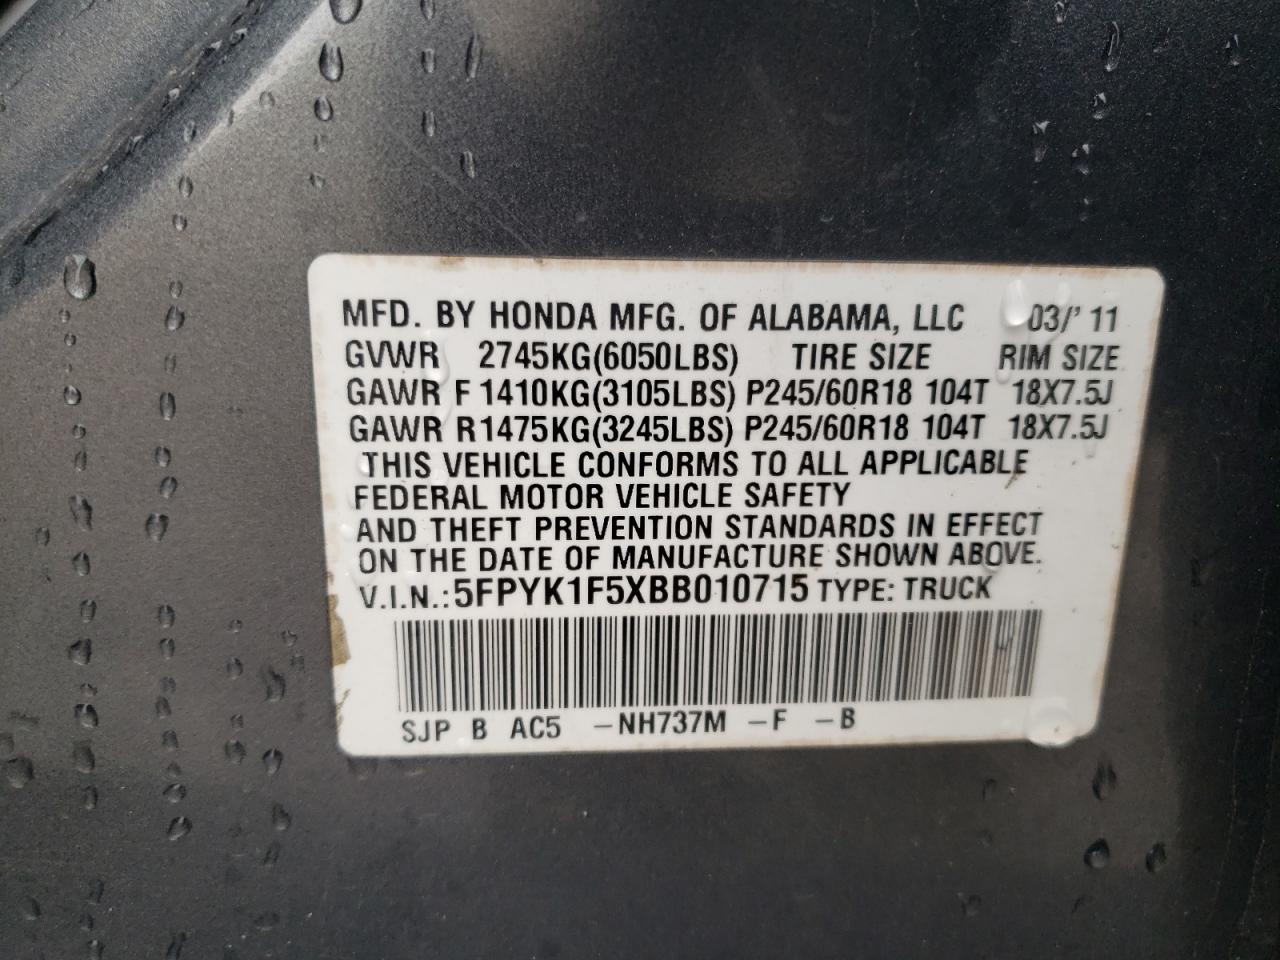 MFD. BY HONDA MFG. OF ALABAMA, LLC 03/' 11
GVWR 2745KG(6050LBS) TIRE SIZE RIM SIZE
GAWR F 1410KG(3105LBS) P245/60R18 104T 18X7.5J
GAWR R1475KG(3245LBS) P245/60R18 104T 18X7.5J
THIS VEHICLE CONFORMS TO ALL APPLICABLE
FEDERAL MOTOR VEHICLE SAFETY
AND THEFT PREVENTION STANDARDS IN EFFECT
ON THE DATE OF MANUFACTURE SHOWN ABOVE.
V.I.N.:5FPYK1F5XBB010715 TYPE: TRUCK
SJP B AC5 -NH737M -F -B